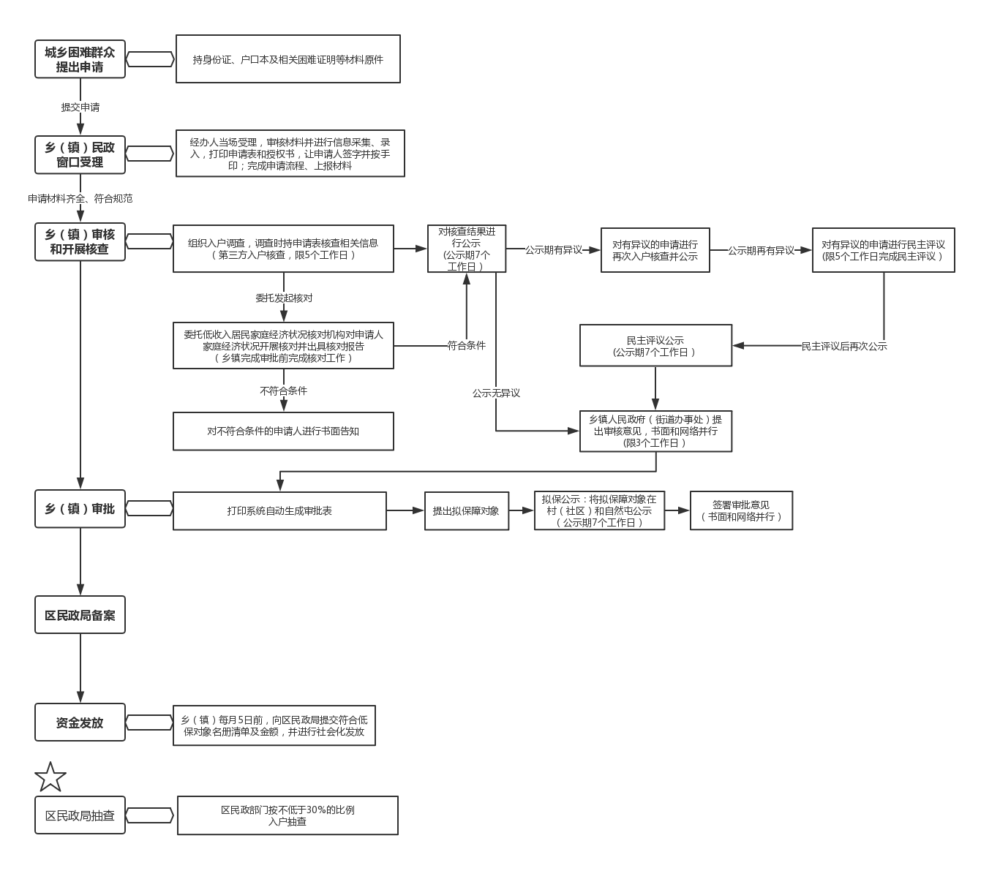 城乡困难群众
提出申请
持身份证、户口本及相关困难证明等材料原件
提交申请
乡（镇）民政
窗口受理
经办人当场受理，审核材料并进行信息采集、录
入，打印申请表和授权书，让申请人签字并按手
印；完成申请流程、上报材料
申请材料齐全、符合规范
乡（镇）审核
和开展核查
组织入户调查，调查时持申请表核查相关信息
（第三方入户核查，限5个工作日）
对核查结果进
行公示
(公示期7个
工作日）
公示期有异议
对有异议的申请进行
再次入户核查并公示
公示期再有异议
对有异议的申请进行民主评议
(限5个工作日完成民主评议）
委托发起核对
委托低收入居民家庭经济状况核对机构对申请人
家庭经济状况开展核对并出具核对报告
（乡镇完成审批前完成核对工作）
符合条件
民主评议公示
(公示期7个工作日）
民主评议后再次公示
不符合条件
公示无异议
对不符合条件的申请人进行书面告知
乡镇人民政府（街道办事处）提
出审核意见，书面和网络并行
(限3个工作日）
乡（镇）审批
打印系统自动生成审批表
提出拟保障对象
拟保公示：将拟保障对象在
村（社区）和自然屯公示
（公示期7个工作日）
签署审批意见
（书面和网络并行）
区民政局备案
资金发放
乡（镇）每月5日前，向区民政局提交符合低
保对象名册清单及金额，并进行社会化发放
区民政局抽查
区民政部门按不低于30%的比例
入户抽查